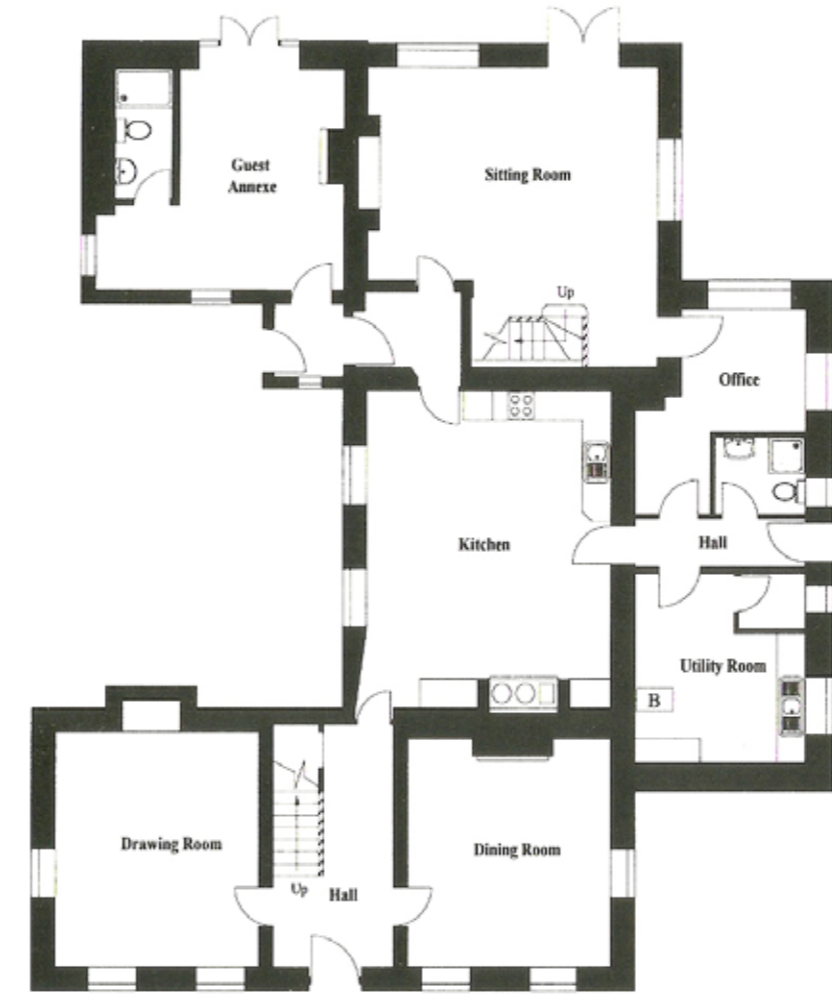 Guest
Annexe
Sitting Room
Up
Office
Kitchen
Hall
Utility Room
B
Drawing Room
Dining Room
Up
Hall